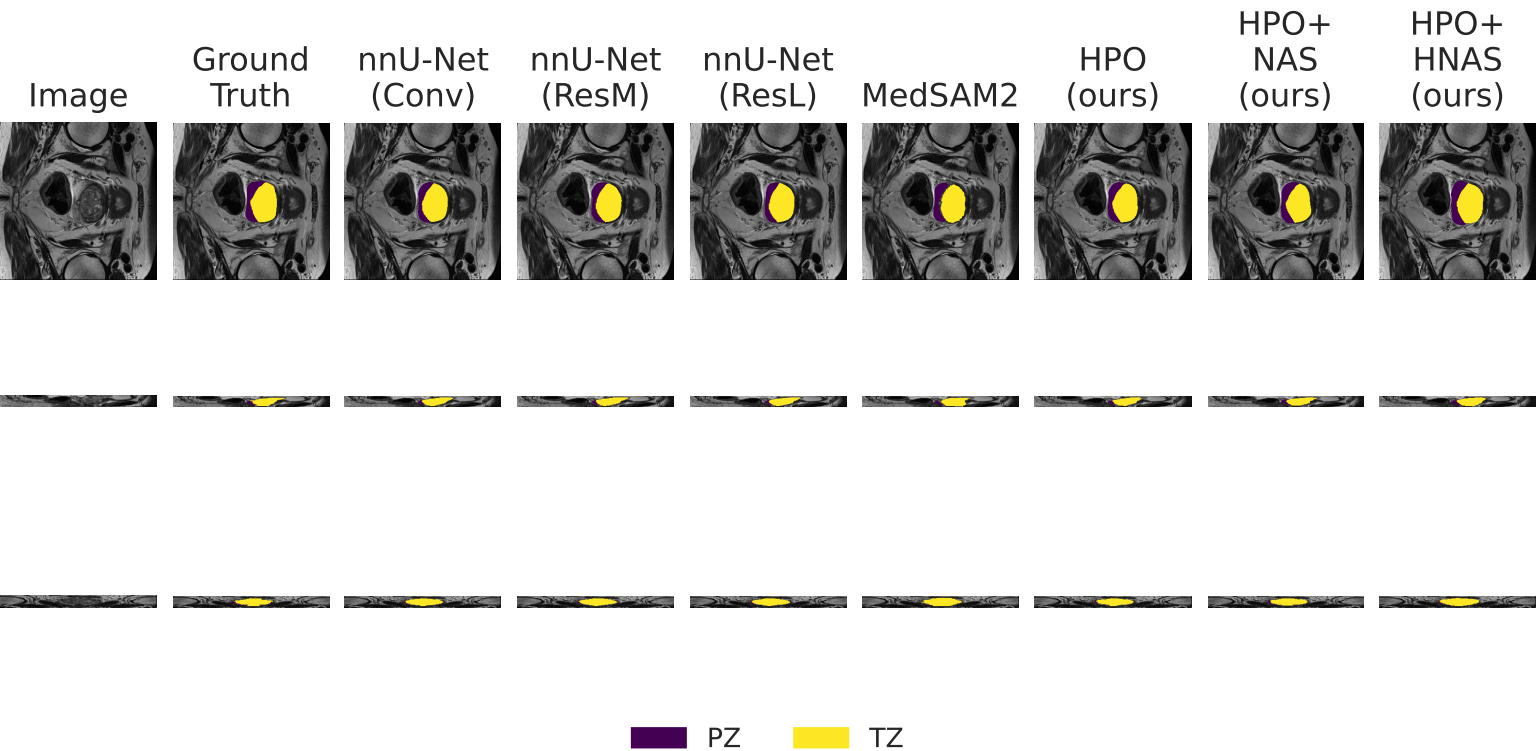 Image
Ground
Truth
nnU-Net
(Conv)
nnU-Net
(ResM)
nnU-Net
(ResL)
MedSAM2
HPO
(ours)
HPO+
NAS
(ours)
HPO+
HNAS
(ours)
PZ
TZ